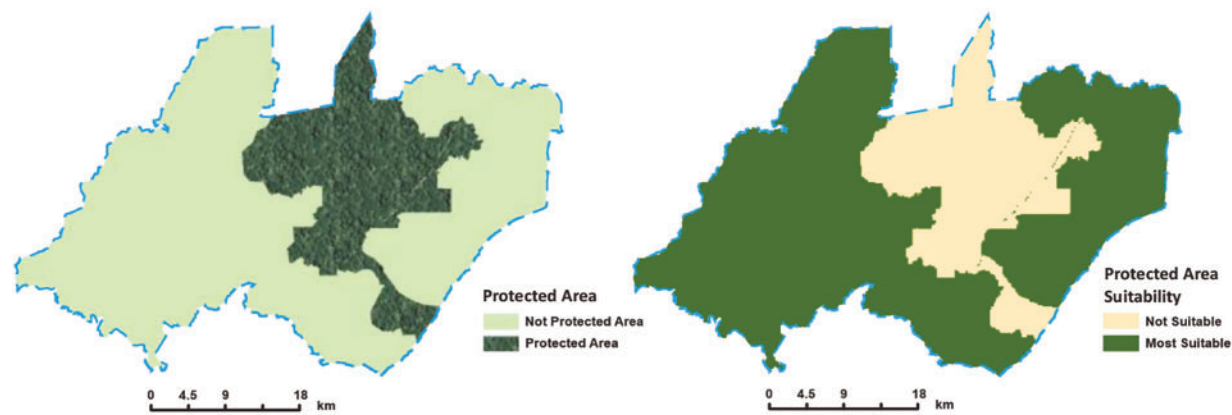 Protected Area
Not Protected Area
Protected Area
0 4.5 9 18
km
Protected Area
Suitability
Not Suitable
Most Suitable
0 4.5 9 18
km